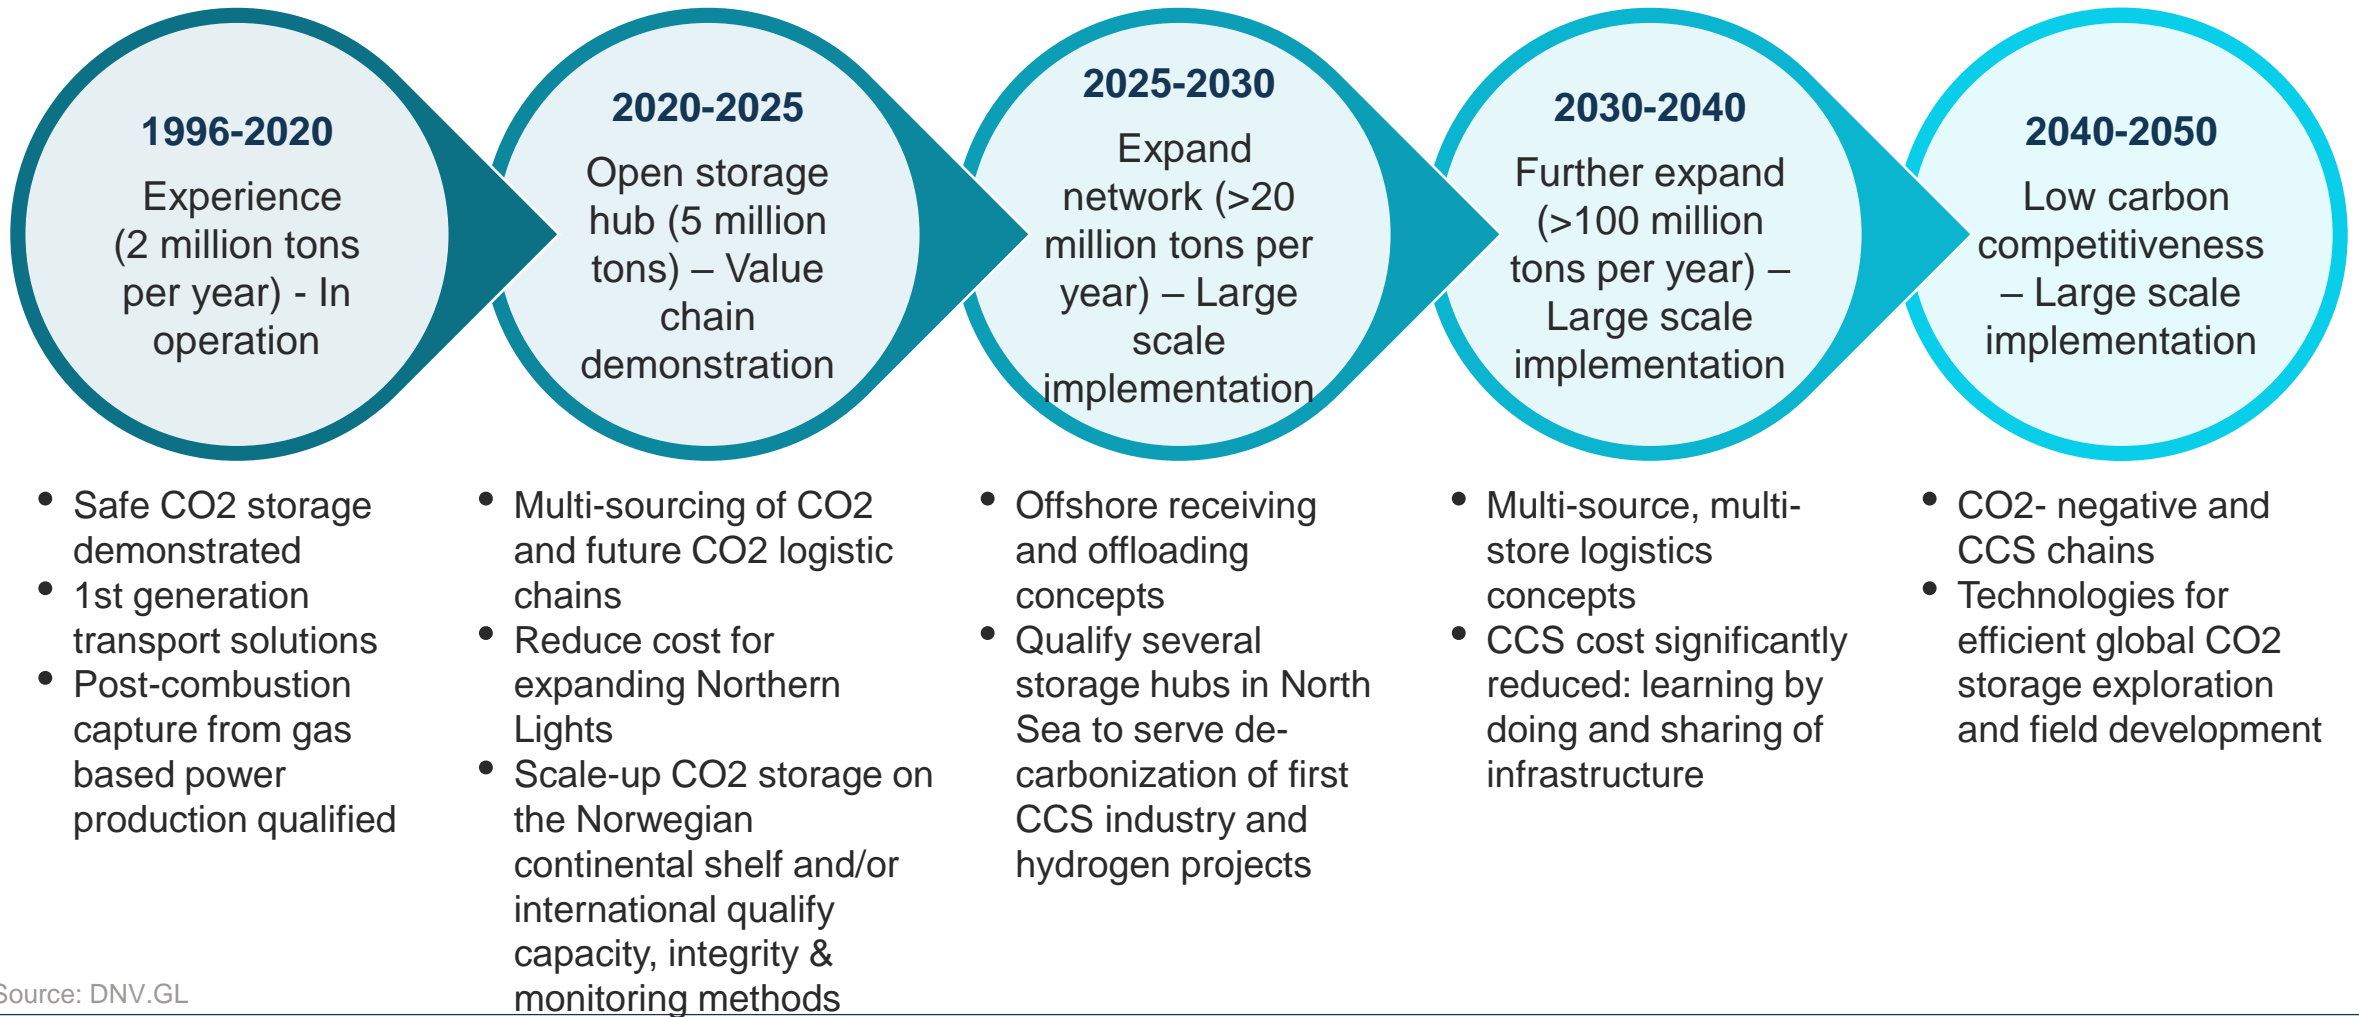 1996-2020
Experience
(2 million tons
per year) - In
operation
2020-2025
Open storage
hub (5 million
tons) – Value
chain
demonstration
2025-2030
Expand
network (>20
million tons per
year) – Large
scale
implementation
2030-2040
Further expand
(>100 million
tons per year) –
Large scale
implementation
2040-2050
Low carbon
competitiveness
– Large scale
implementation
• Safe CO2 storage
demonstrated
• 1st generation
transport solutions
• Post-combustion
capture from gas
based power
production qualified
• Multi-sourcing of CO2
and future CO2 logistic
chains
• Reduce cost for
expanding Northern
Lights
• Scale-up CO2 storage on
the Norwegian
continental shelf and/or
international qualify
capacity, integrity &
monitoring methods
• Offshore receiving
and offloading
concepts
• Qualify several
storage hubs in North
Sea to serve de-
carbonization of first
CCS industry and
hydrogen projects
• Multi-source, multi-
store logistics
concepts
• CCS cost significantly
reduced: learning by
doing and sharing of
infrastructure
• CO2- negative and
CCS chains
• Technologies for
efficient global CO2
storage exploration
and field development
Source: DNV.GL